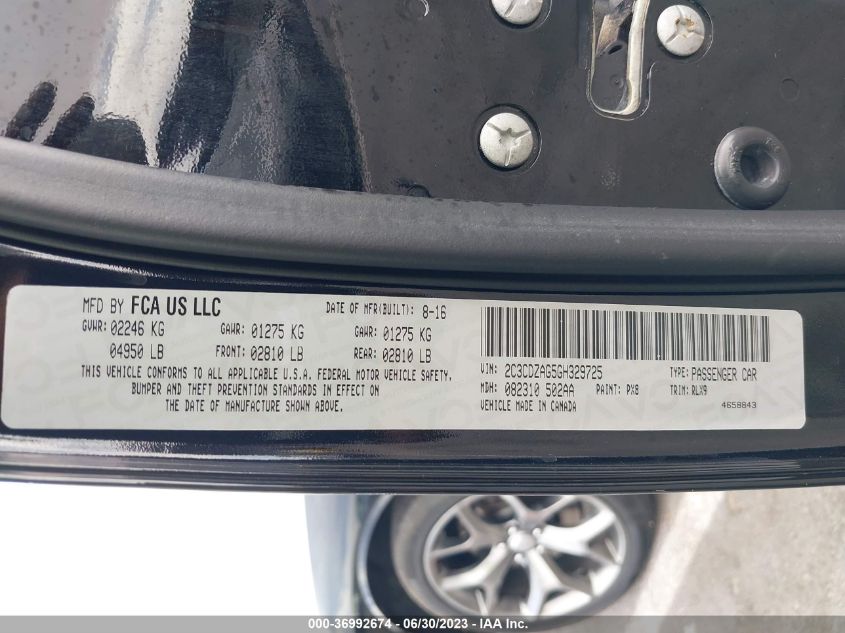 MFD BY FCA US LLC DATE OF MFR(BUILT): 8-16
GVWR: 02246 KG GAWR: 01275 KG GAWR: 01275 KG
04950 LB FRONT: 02810 LB REAR: 02810 LB
THIS VEHICLE CONFORMS TO ALL APPLICABLE U.S.A. FEDERAL MOTOR VEHICLE SAFETY,
BUMPER AND THEFT PREVENTION STANDARDS IN EFFECT ON
THE DATE OF MANUFACTURE SHOWN ABOVE.
VIN: 2C3CDZAG5GH329725 TYPE: PASSENGER CAR
MDH: 082310 502AA PAINT: PX8 TRIM: RLX9
VEHICLE MADE IN CANADA 4658843
000-36992674 / 06/30/2023 - IAA Inc.